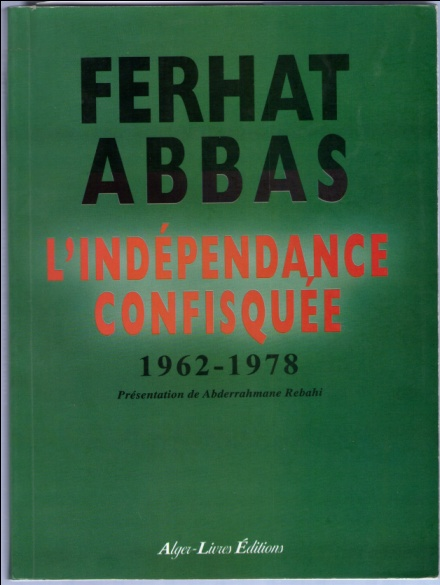 FERHAT
ABBAS
L'INDÉPENDANCE
CONFISQUÉE
1962-1978
Présentation de Abderrahmane Rebahi
Alger-Livres Éditions